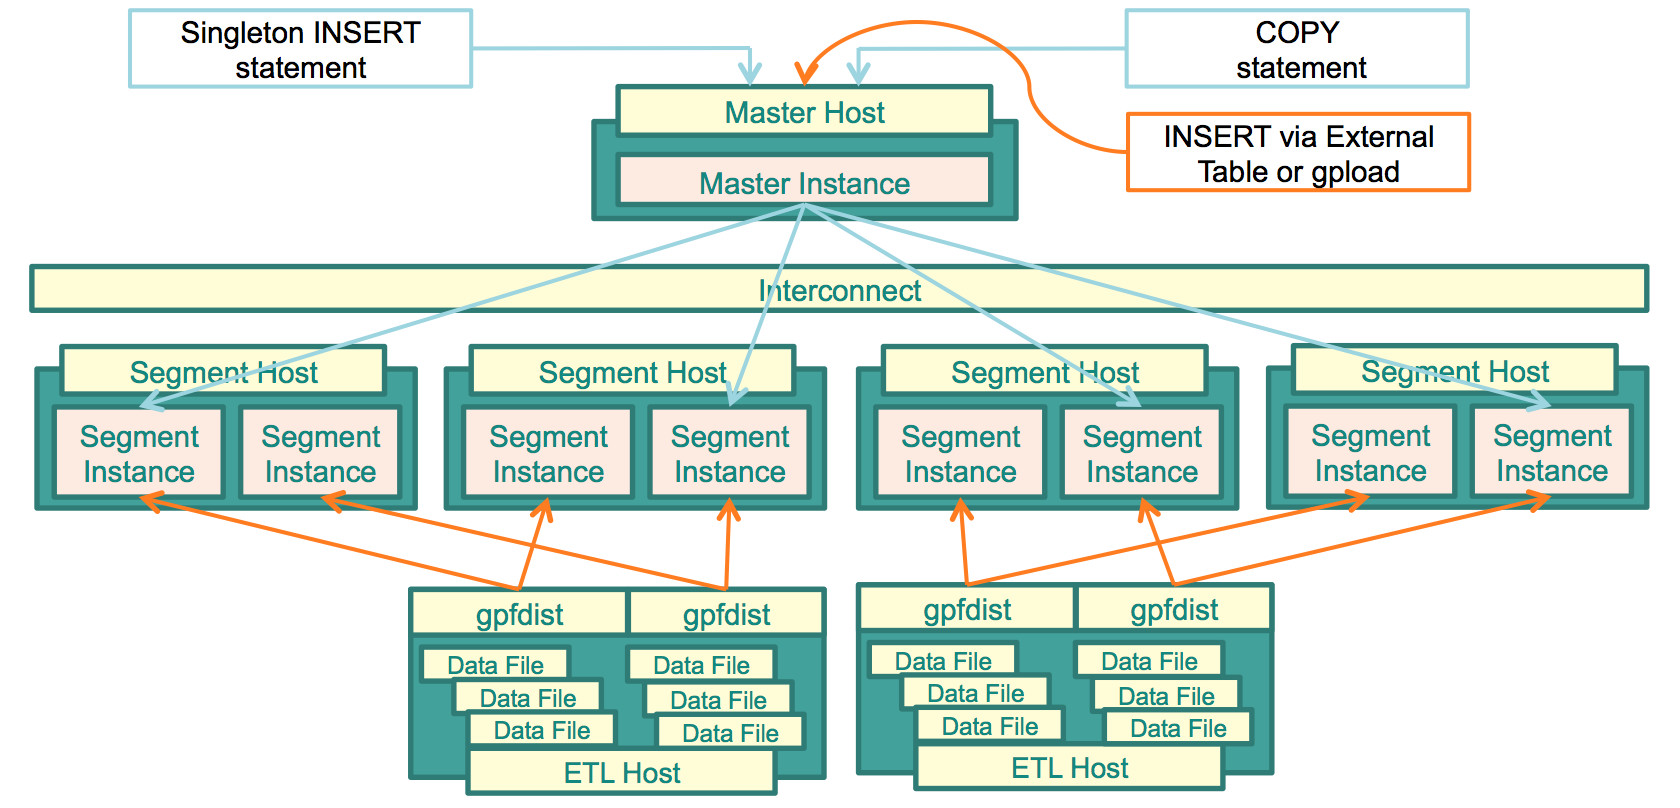 Singleton INSERT
statement
COPY
statement
Master Host
INSERT via External
Table or gpload
Master Instance
Interconnect
Segment Host
Segment Host
Segment Host
Segment Host
Segment
Instance
Segment
Instance
Segment
Instance
Segment
Instance
Segment
Instance
Segment
Instance
Segment
Instance
Segment
Instance
gpfdist
gpfdist
gpfdist
gpfdist
Data File
Data File
Data File
Data File
Data File
Data File
ETL Host
Data File
Data File
Data File
Data File
Data File
Data File
ETL Host